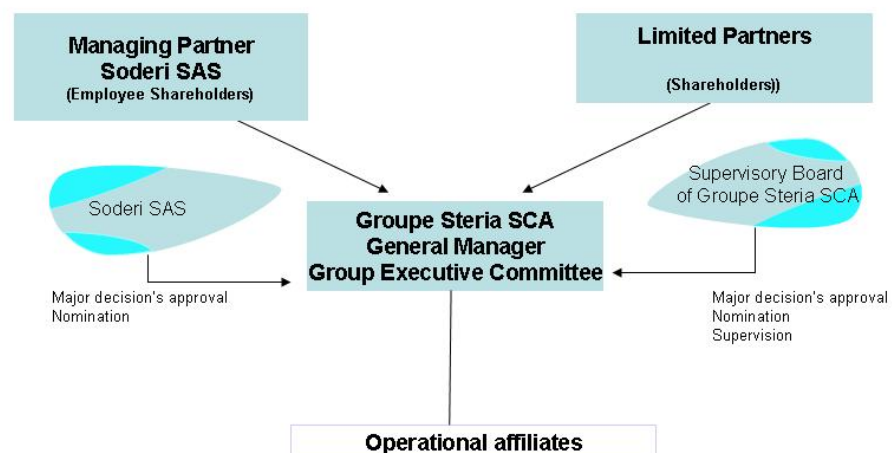 Managing Partner
Soderi SAS
(Employee Shareholders)
Limited Partners
(Shareholders))
Soderi SAS
Supervisory Board
of Groupe Steria SCA
Groupe Steria SCA
General Manager
Group Executive Committee
Major decision's approval
Nomination
Major decision's approval
Nomination
Supervision
Operational affiliates